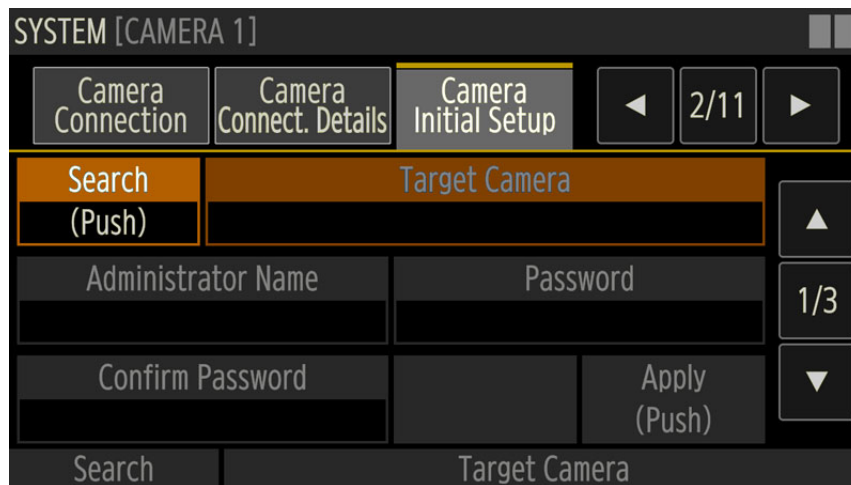 SYSTEM [CAMERA 1]
Camera
Connection
Camera
Connect. Details
Camera
Initial Setup
◀
2/11
▶
Search
(Push)
Target Camera
▲
Administrator Name
Password
1/3
Confirm Password
Apply
(Push)
▼
Search
Target Camera